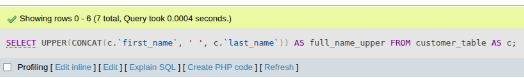 Showing rows 0 - 6 (7 total, Query took 0.0004 seconds.)
SELECT UPPER(CONCAT(c.`first_name`, ' ', c.`last_name`)) AS full_name_upper FROM customer_table AS c;
Profiling [ Edit inline ] [ Edit ] [ Explain SQL ] [ Create PHP code ] [ Refresh ]